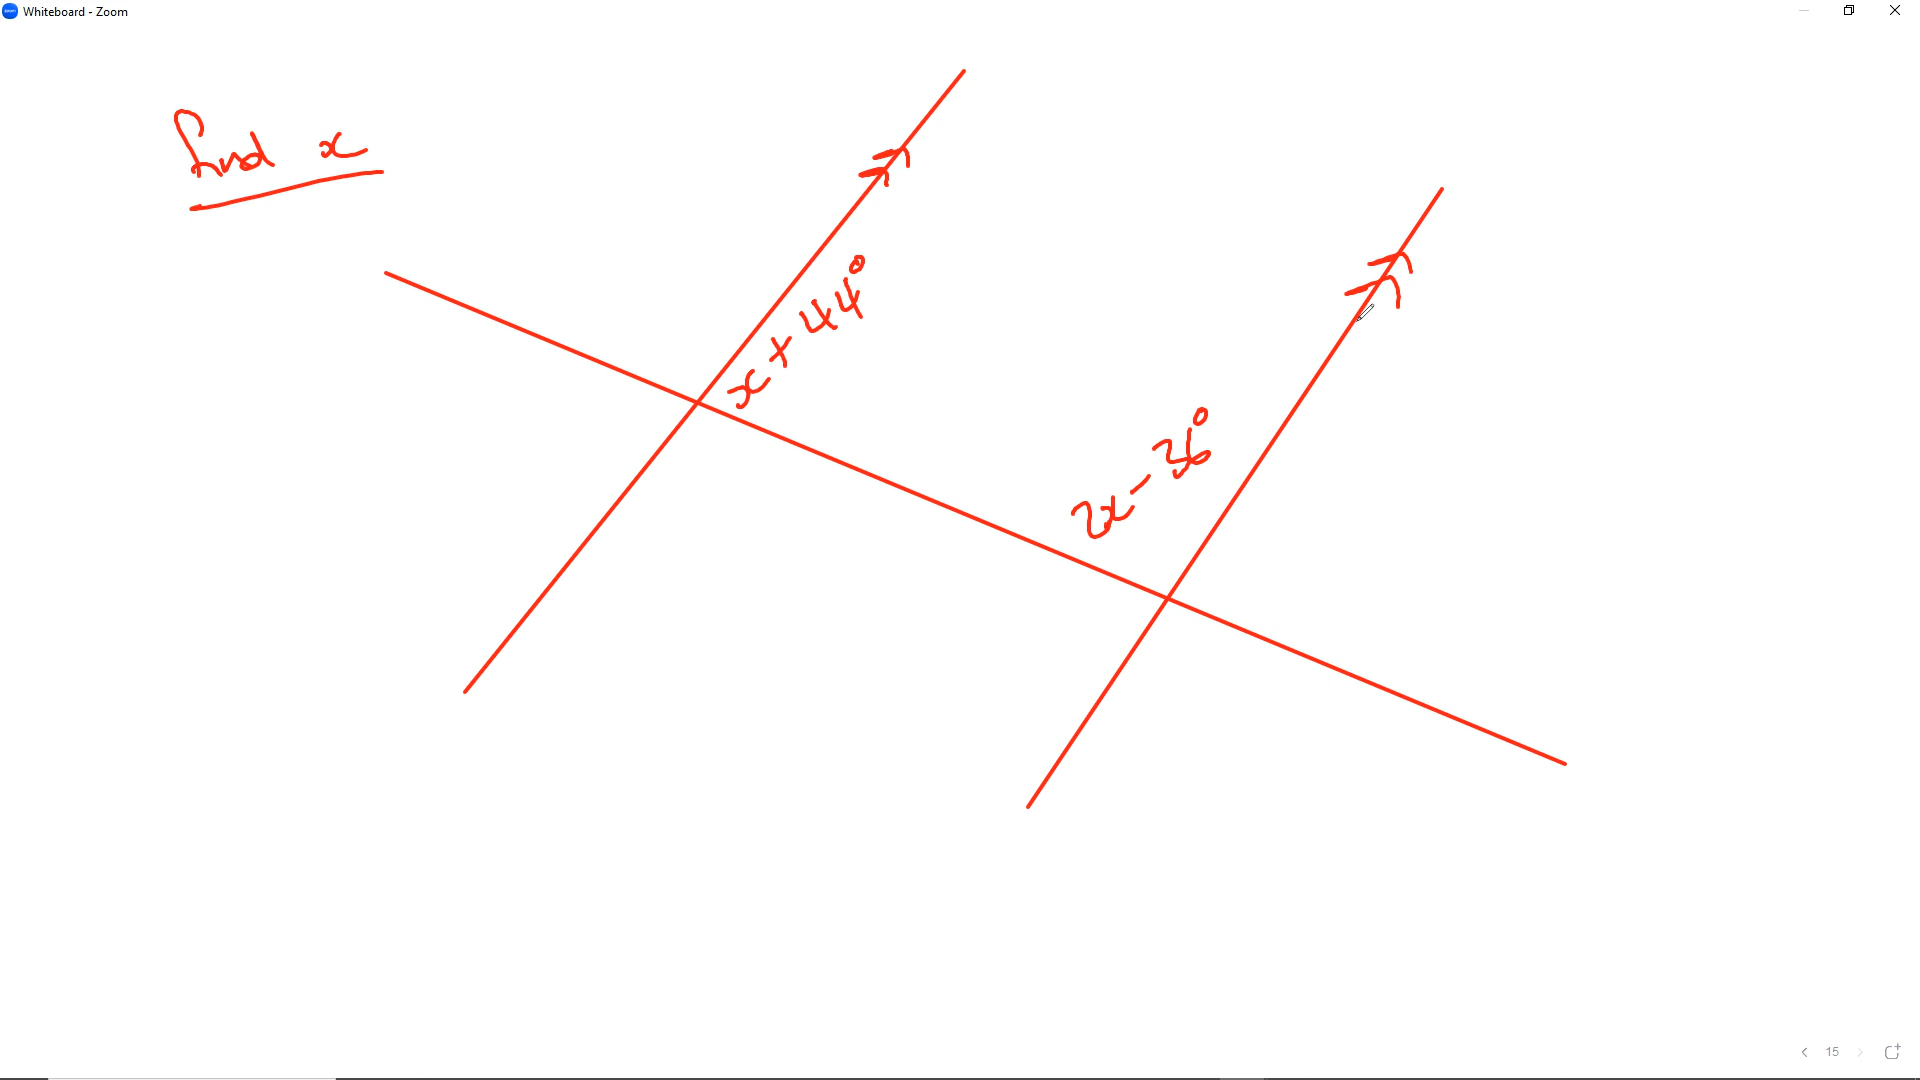 Whiteboard - Zoom
find x
x + 44°
2x - 36°
15